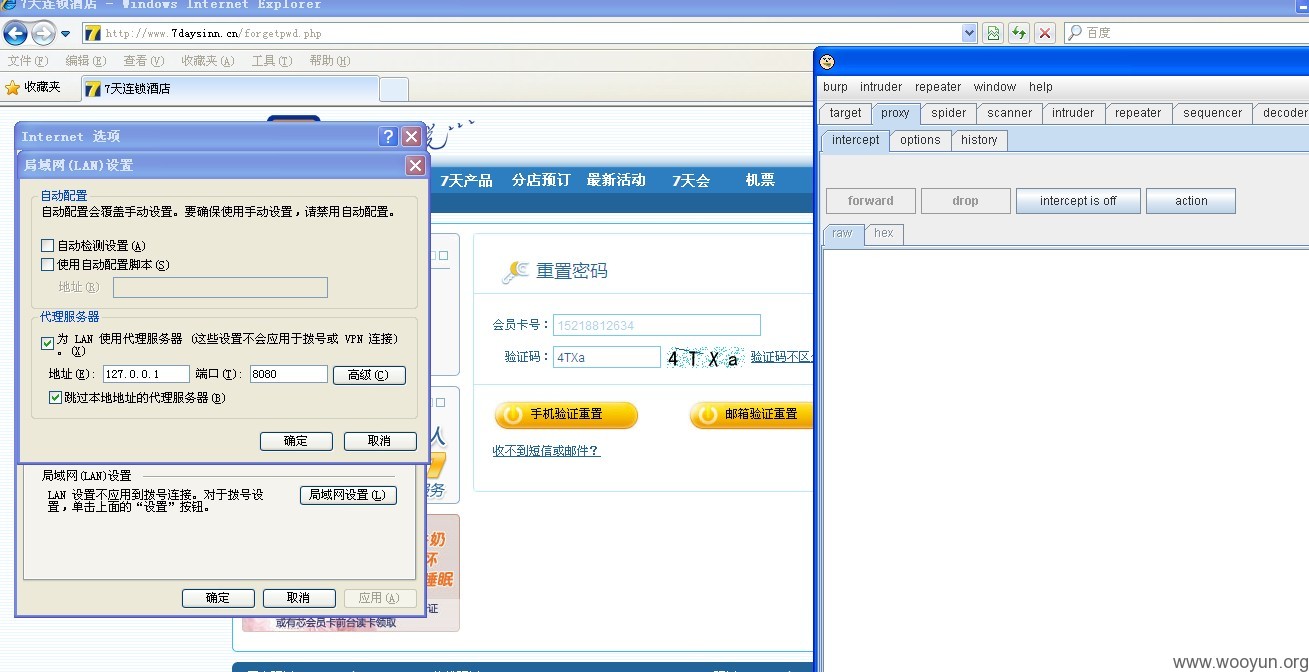 7天连锁酒店 - Windows Internet Explorer
http://www.7daysinn.cn/forgetpwd.php
百度
文件(F) 编辑(E) 查看(V) 收藏夹(A) 工具(T) 帮助(H)
收藏夹
7天连锁酒店
Internet 选项
局域网(LAN)设置
自动配置
自动配置会覆盖手动设置。要确保使用手动设置，请禁用自动配置。
自动检测设置(A)
使用自动配置脚本(S)
地址(R)
代理服务器
为 LAN 使用代理服务器 (这些设置不会应用于拨号或 VPN 连接)
。(X)
地址(E): 127.0.0.1 端口(T): 8080 高级(C)
跳过本地地址的代理服务器(B)
确定 取消
局域网(LAN)设置
LAN 设置不应用到拨号连接。对于拨号设
置，单击上面的“设置”按钮。
局域网设置(L)
确定 取消 应用(A)
7天产品 分店预订 最新活动 7天会 机票
重置密码
会员卡号： 15218812634
验证码： 4TXa 4TXa 验证码不区
手机验证重置 邮箱验证重置
收不到短信或邮件？
人
务
奶
杯
睡眠
证
或有芯会员卡前台读卡领取
burp intruder repeater window help
target proxy spider scanner intruder repeater sequencer decoder
intercept options history
forward drop intercept is off action
raw hex
www.wooyun.org